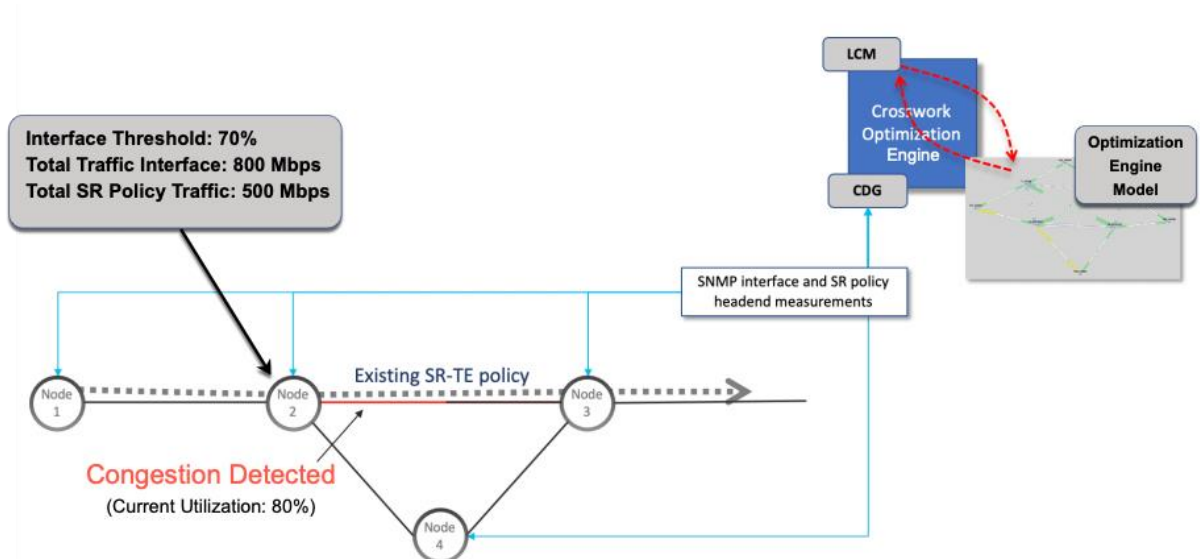 LCM
Crosswork
Optimization
Engine
CDG
Optimization
Engine
Model
Interface Threshold: 70%
Total Traffic Interface: 800 Mbps
Total SR Policy Traffic: 500 Mbps
SNMP interface and SR policy
headend measurements
Existing SR-TE policy
Node
1
Node
2
Node
3
Congestion Detected
(Current Utilization: 80%)
Node
4